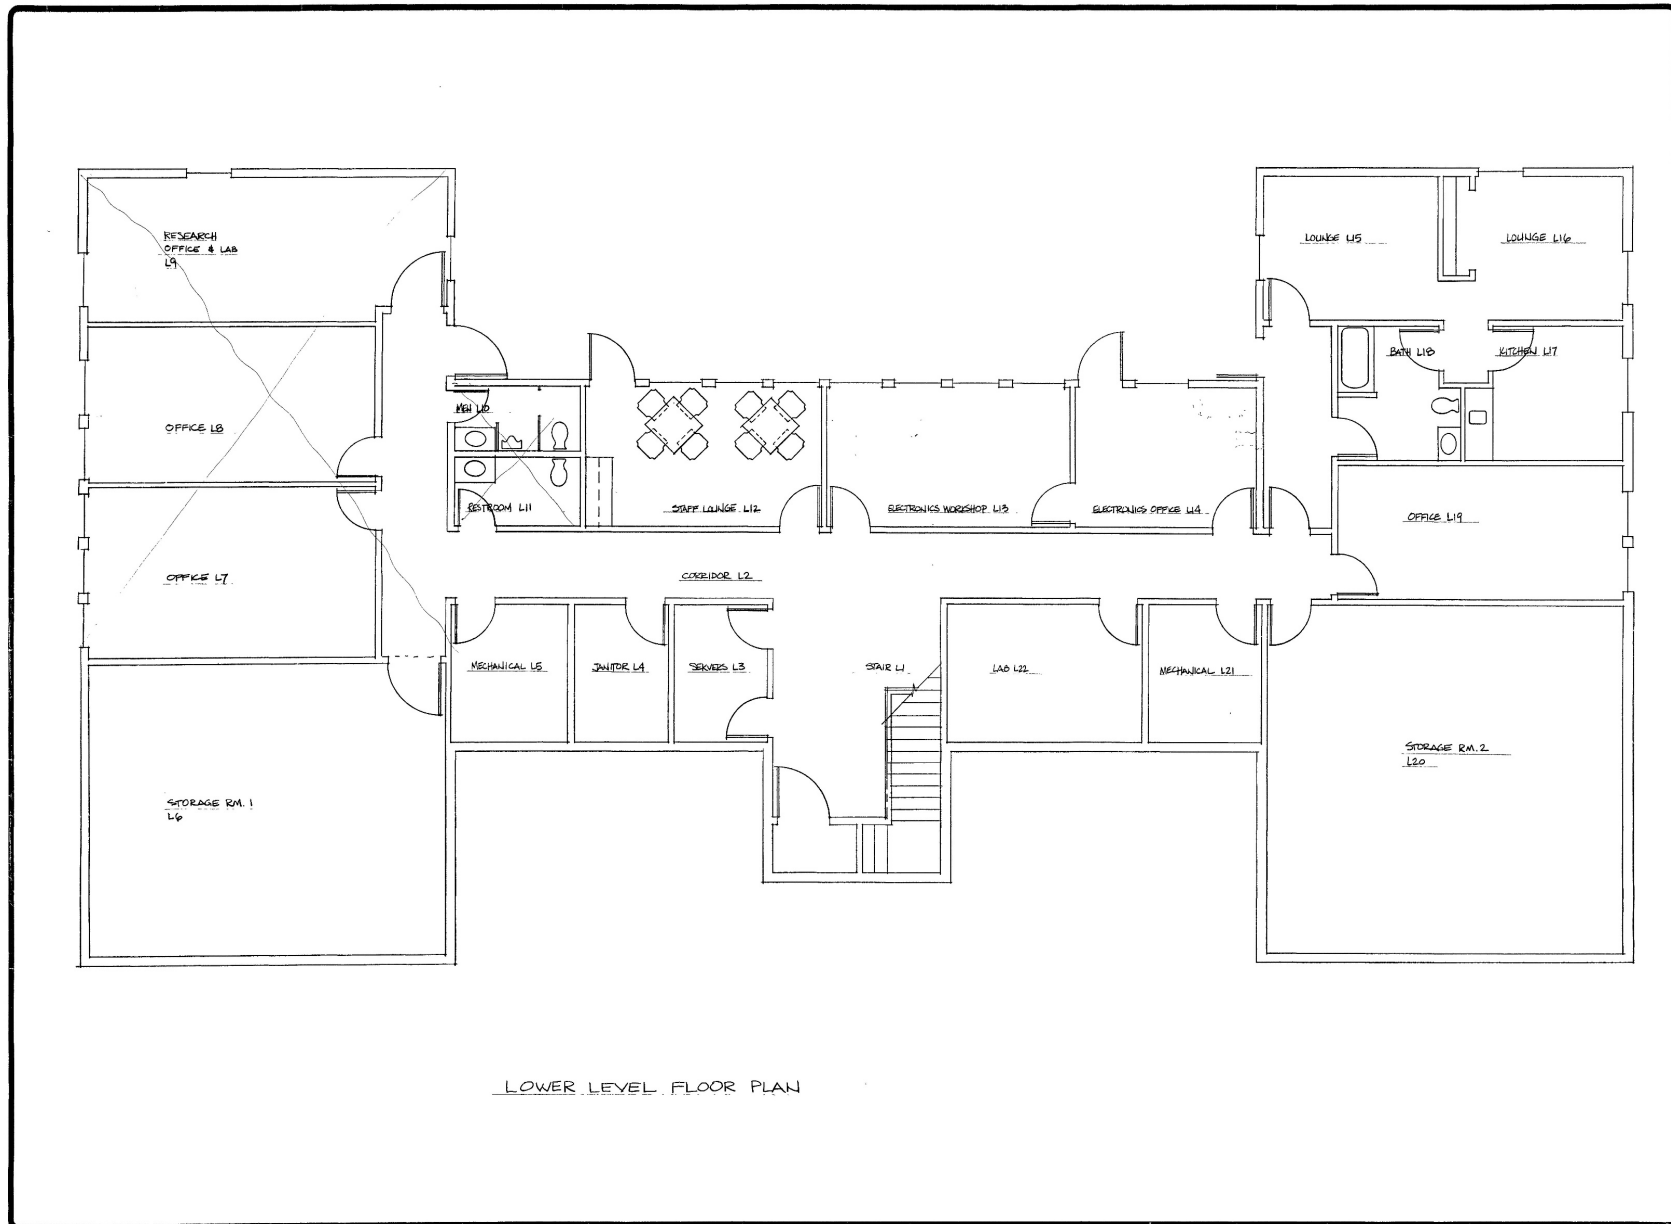 RESEARCH
OFFICE & LAB
L9
LOUNGE L15
LOUNGE L16
OFFICE L8
MEN L10
BATH L18
KITCHEN L17
RESTROOM L11
STAFF LOUNGE L12
ELECTRONICS WORKSHOP L13
ELECTRONICS OFFICE L14
OFFICE L19
OFFICE L7
CORRIDOR L2
MECHANICAL L5
JANITOR L4
SERVERS L3
STAIR L1
LAB L22
MECHANICAL L21
STORAGE RM. 1
L6
STORAGE RM. 2
L20
LOWER LEVEL FLOOR PLAN